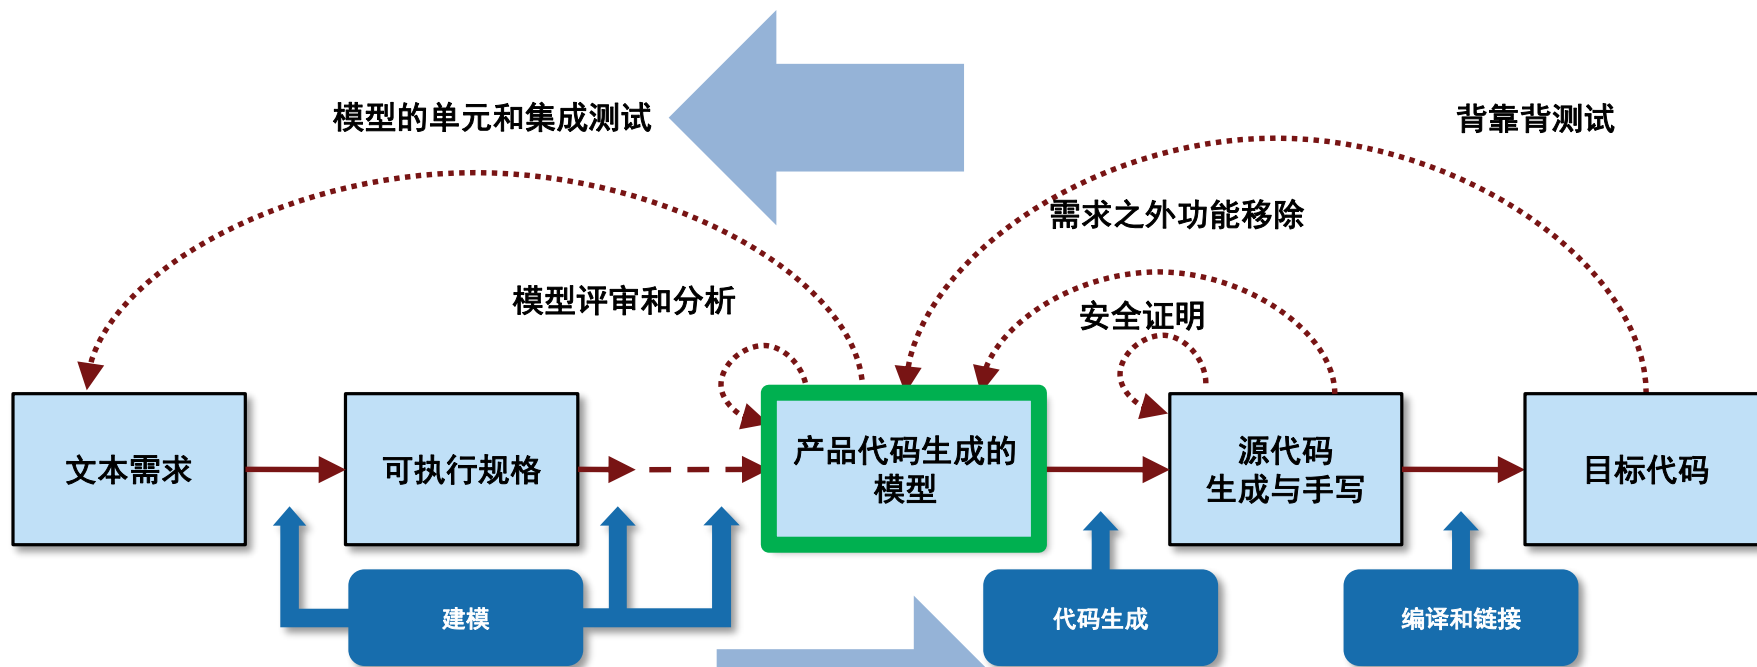 模型的单元和集成测试
背靠背测试
需求之外功能移除
模型评审和分析
安全证明
文本需求
可执行规格
产品代码生成的
模型
源代码
生成与手写
目标代码
建模
代码生成
编译和链接